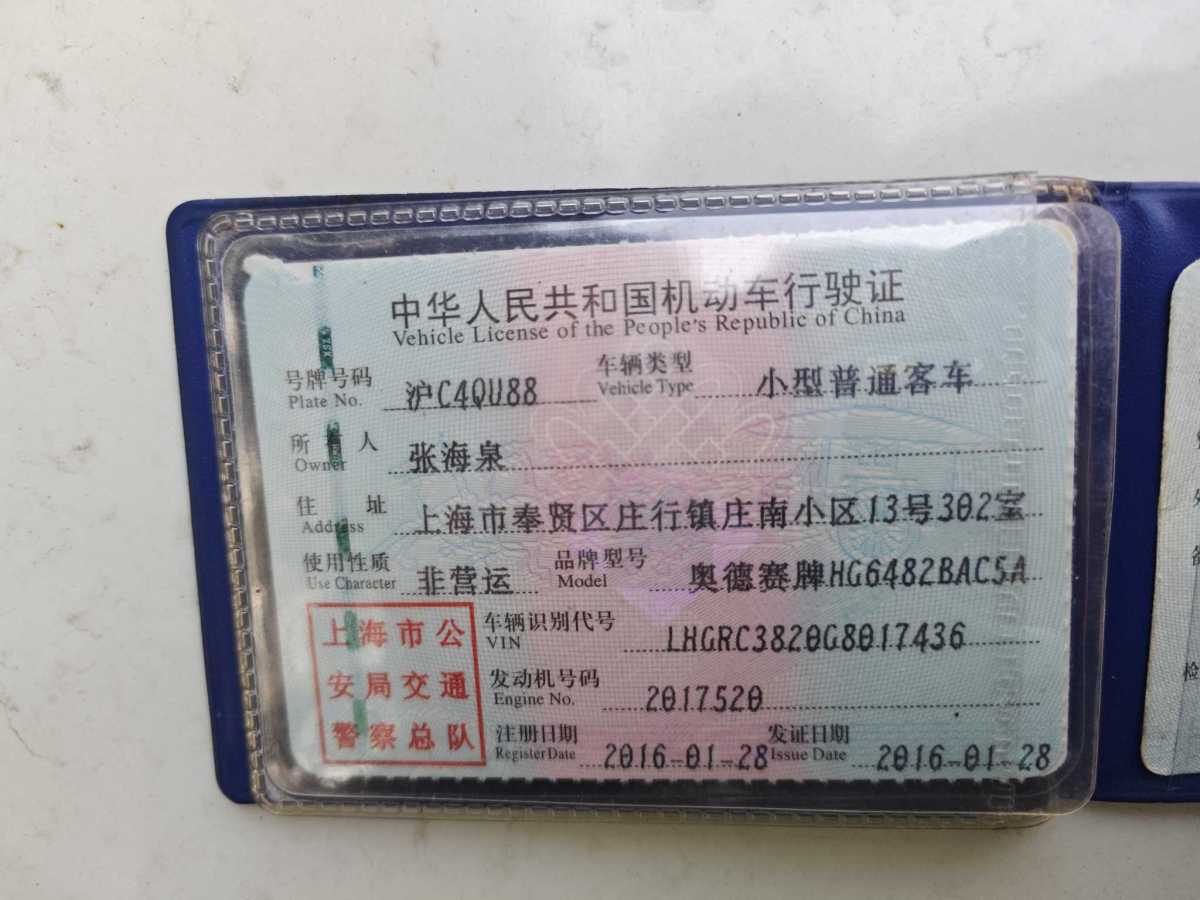 中华人民共和国机动车行驶证
Vehicle License of the People's Republic of China
号牌号码 沪C4QU88 车辆类型 小型普通客车
Plate No. Vehicle Type
所有人 张海泉
Owner
住址 上海市奉贤区庄行镇庄南小区13号302室
Address
使用性质 非营运 品牌型号 奥德赛牌HG6482BAC5A
Use Character Model
上海市公
安局交通
警察总队
车辆识别代号 LHGRC3820G8017436
VIN
发动机号码 2017520
Engine No.
注册日期 2016-01-28 发证日期 2016-01-28
Register Date Issue Date
检